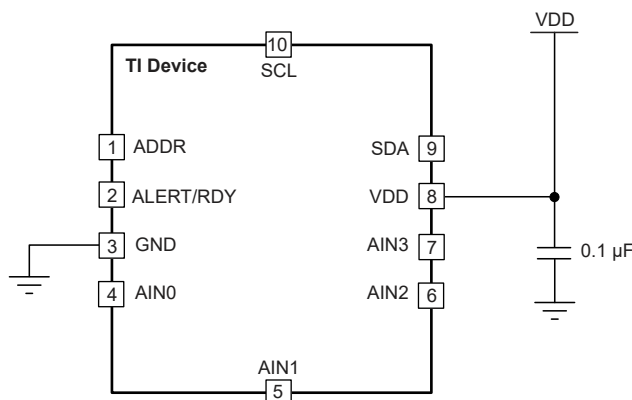 VDD
10
TI Device
SCL
1 ADDR
SDA 9
2 ALERT/RDY
VDD 8
3 GND
AIN3 7
0.1 µF
4 AIN0
AIN2 6
AIN1
5